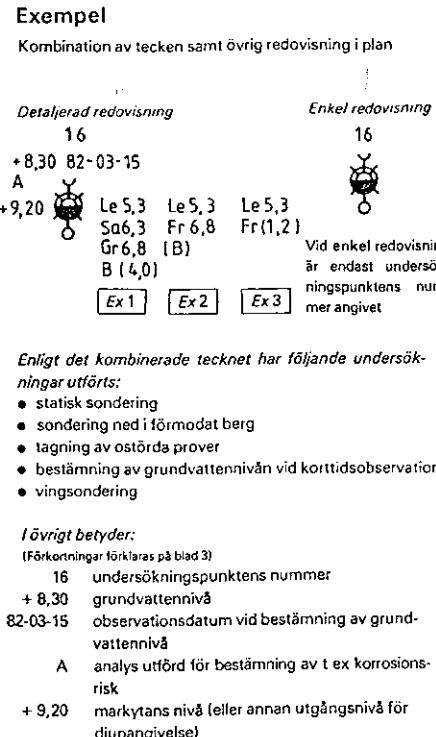 Exempel
Kombination av tecken samt övrig redovisning i plan
Detaljerad redovisning
16
+8,30 82-03-15
A
+9,20
Le 5,3
Sa6,3
Gr 6,8
B (4,0)
Ex 1
Le 5,3
Fr 6,8
(B)
Ex 2
Le 5,3
Fr(1,2)
Ex 3
Enkel redovisning
16
Vid enkel redovisnin
är endast undersö
ningspunktens num
mer angivet
Enligt det kombinerade tecknet har följande undersök-
ningar utförts:
• statisk sondering
• sondering ned i förmodat berg
• tagning av ostörda prover
• bestämning av grundvattennivån vid korttidsobservation
• vingsondering
I övrigt betyder:
(Förkortningar förklaras på blad 3)
16 undersökningspunktens nummer
+ 8,30 grundvattennivå
82-03-15 observationsdatum vid bestämning av grund-
vattennivå
A analys utförd för bestämning av t ex korrosions-
risk
+ 9,20 markytans nivå (eller annan utgångsnivå för
djupangivelse)